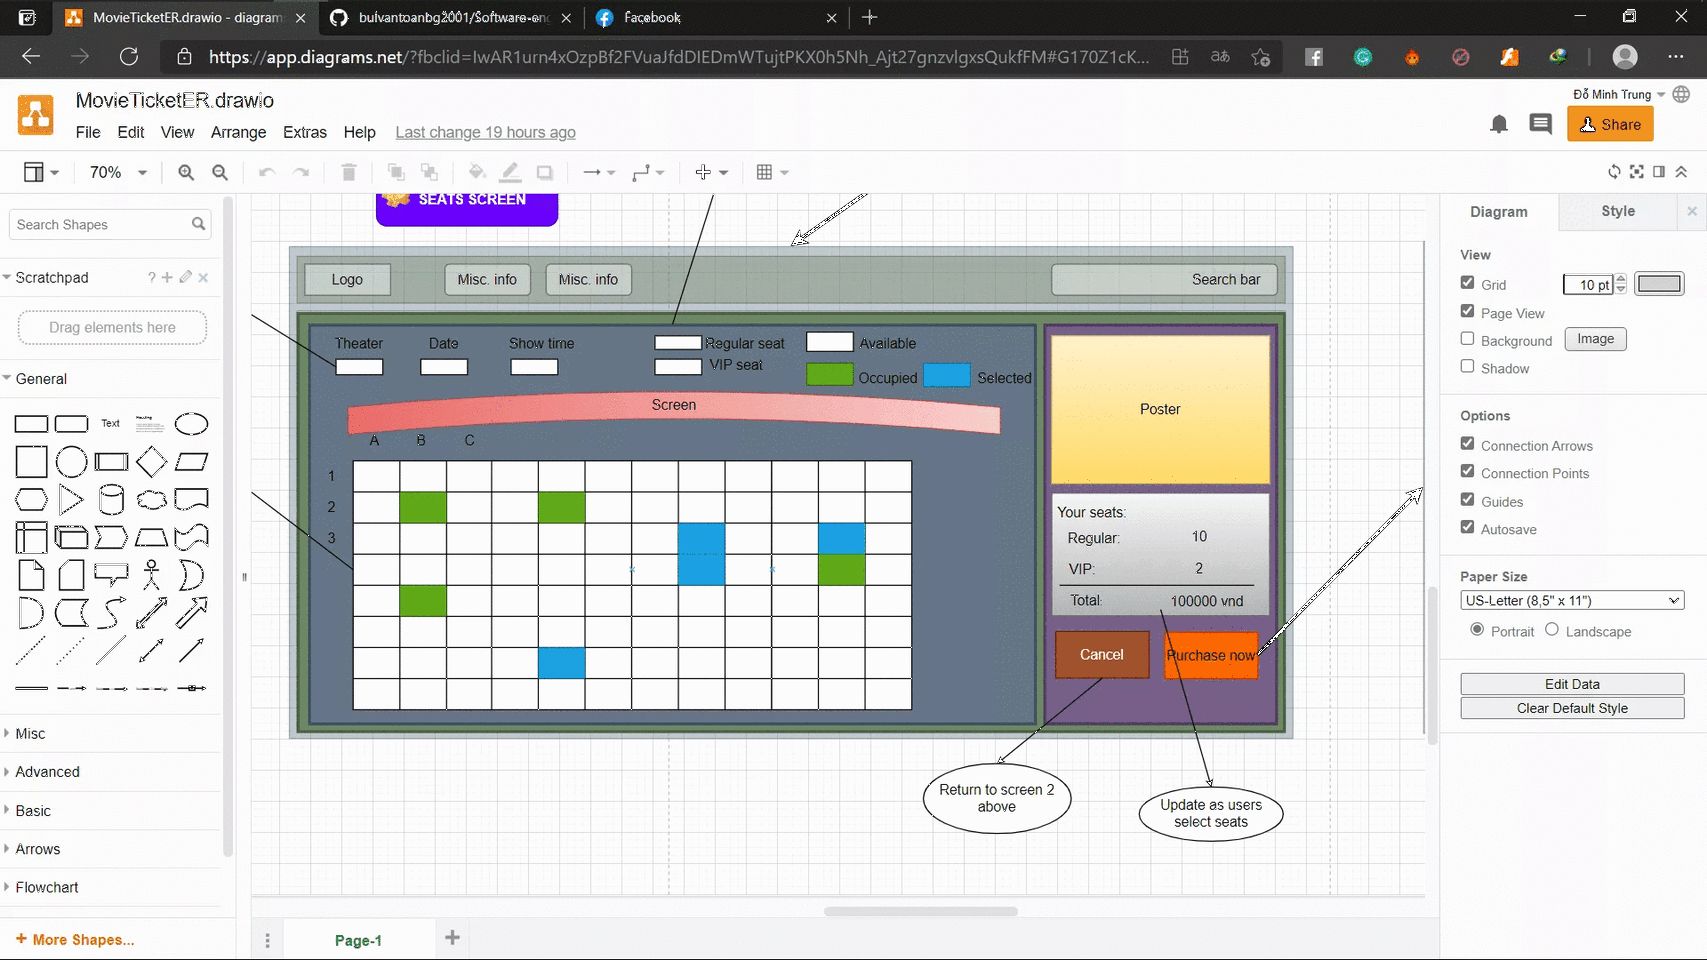 MovieTicketER.drawio - diagram
bulvantoanbg2001/Software-eng
Facebook
https://app.diagrams.net/?fbclid=IwAR1urn4xOzpBf2FVuaJfdDIEDmWTujtPKX0h5Nh_Ajt27gnzvlgxsQukfFM#G170Z1cK...
MovieTicketER.drawio
Đỗ Minh Trung
File Edit View Arrange Extras Help Last change 19 hours ago
Share
70%
Search Shapes
Scratchpad
?
Drag elements here
General
Text
Heading
Misc
Advanced
Basic
Arrows
Flowchart
+ More Shapes...
SEATS SCREEN
Logo
Misc. info
Misc. info
Search bar
Theater
Date
Show time
Regular seat
VIP seat
Available
Occupied
Selected
Screen
A B C
1
2
3
Poster
Your seats:
Regular: 10
VIP: 2
Total: 100000 vnd
Cancel
Purchase now
Return to screen 2
above
Update as users
select seats
Page-1
Diagram
Style
View
Grid
10 pt
Page View
Background
Image
Shadow
Options
Connection Arrows
Connection Points
Guides
Autosave
Paper Size
US-Letter (8,5" x 11")
Portrait
Landscape
Edit Data
Clear Default Style